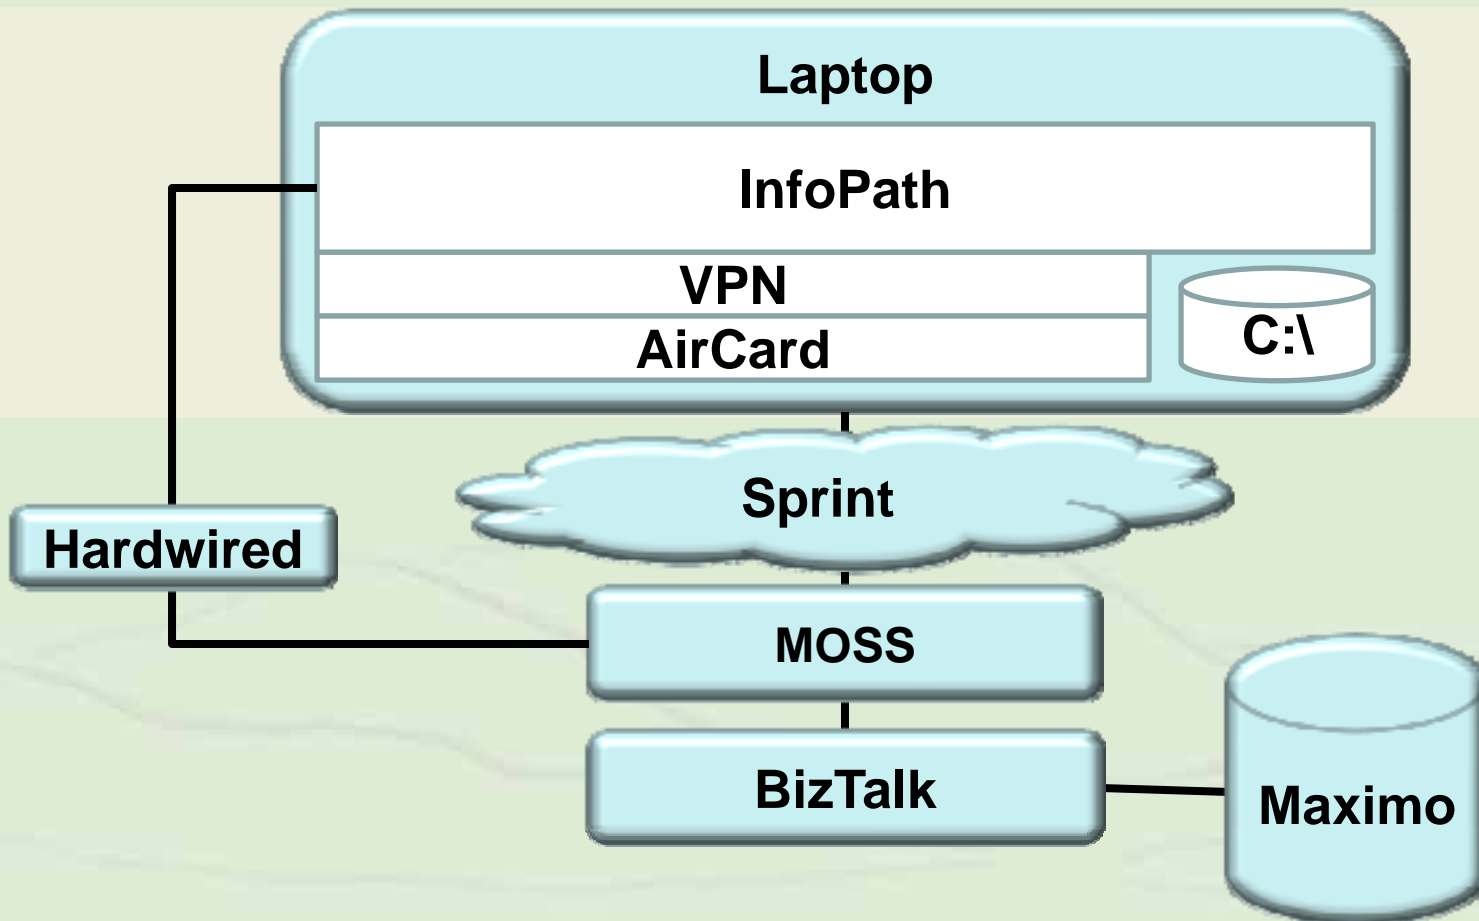 Laptop
InfoPath
VPN
AirCard
C:\
Sprint
Hardwired
MOSS
BizTalk
Maximo